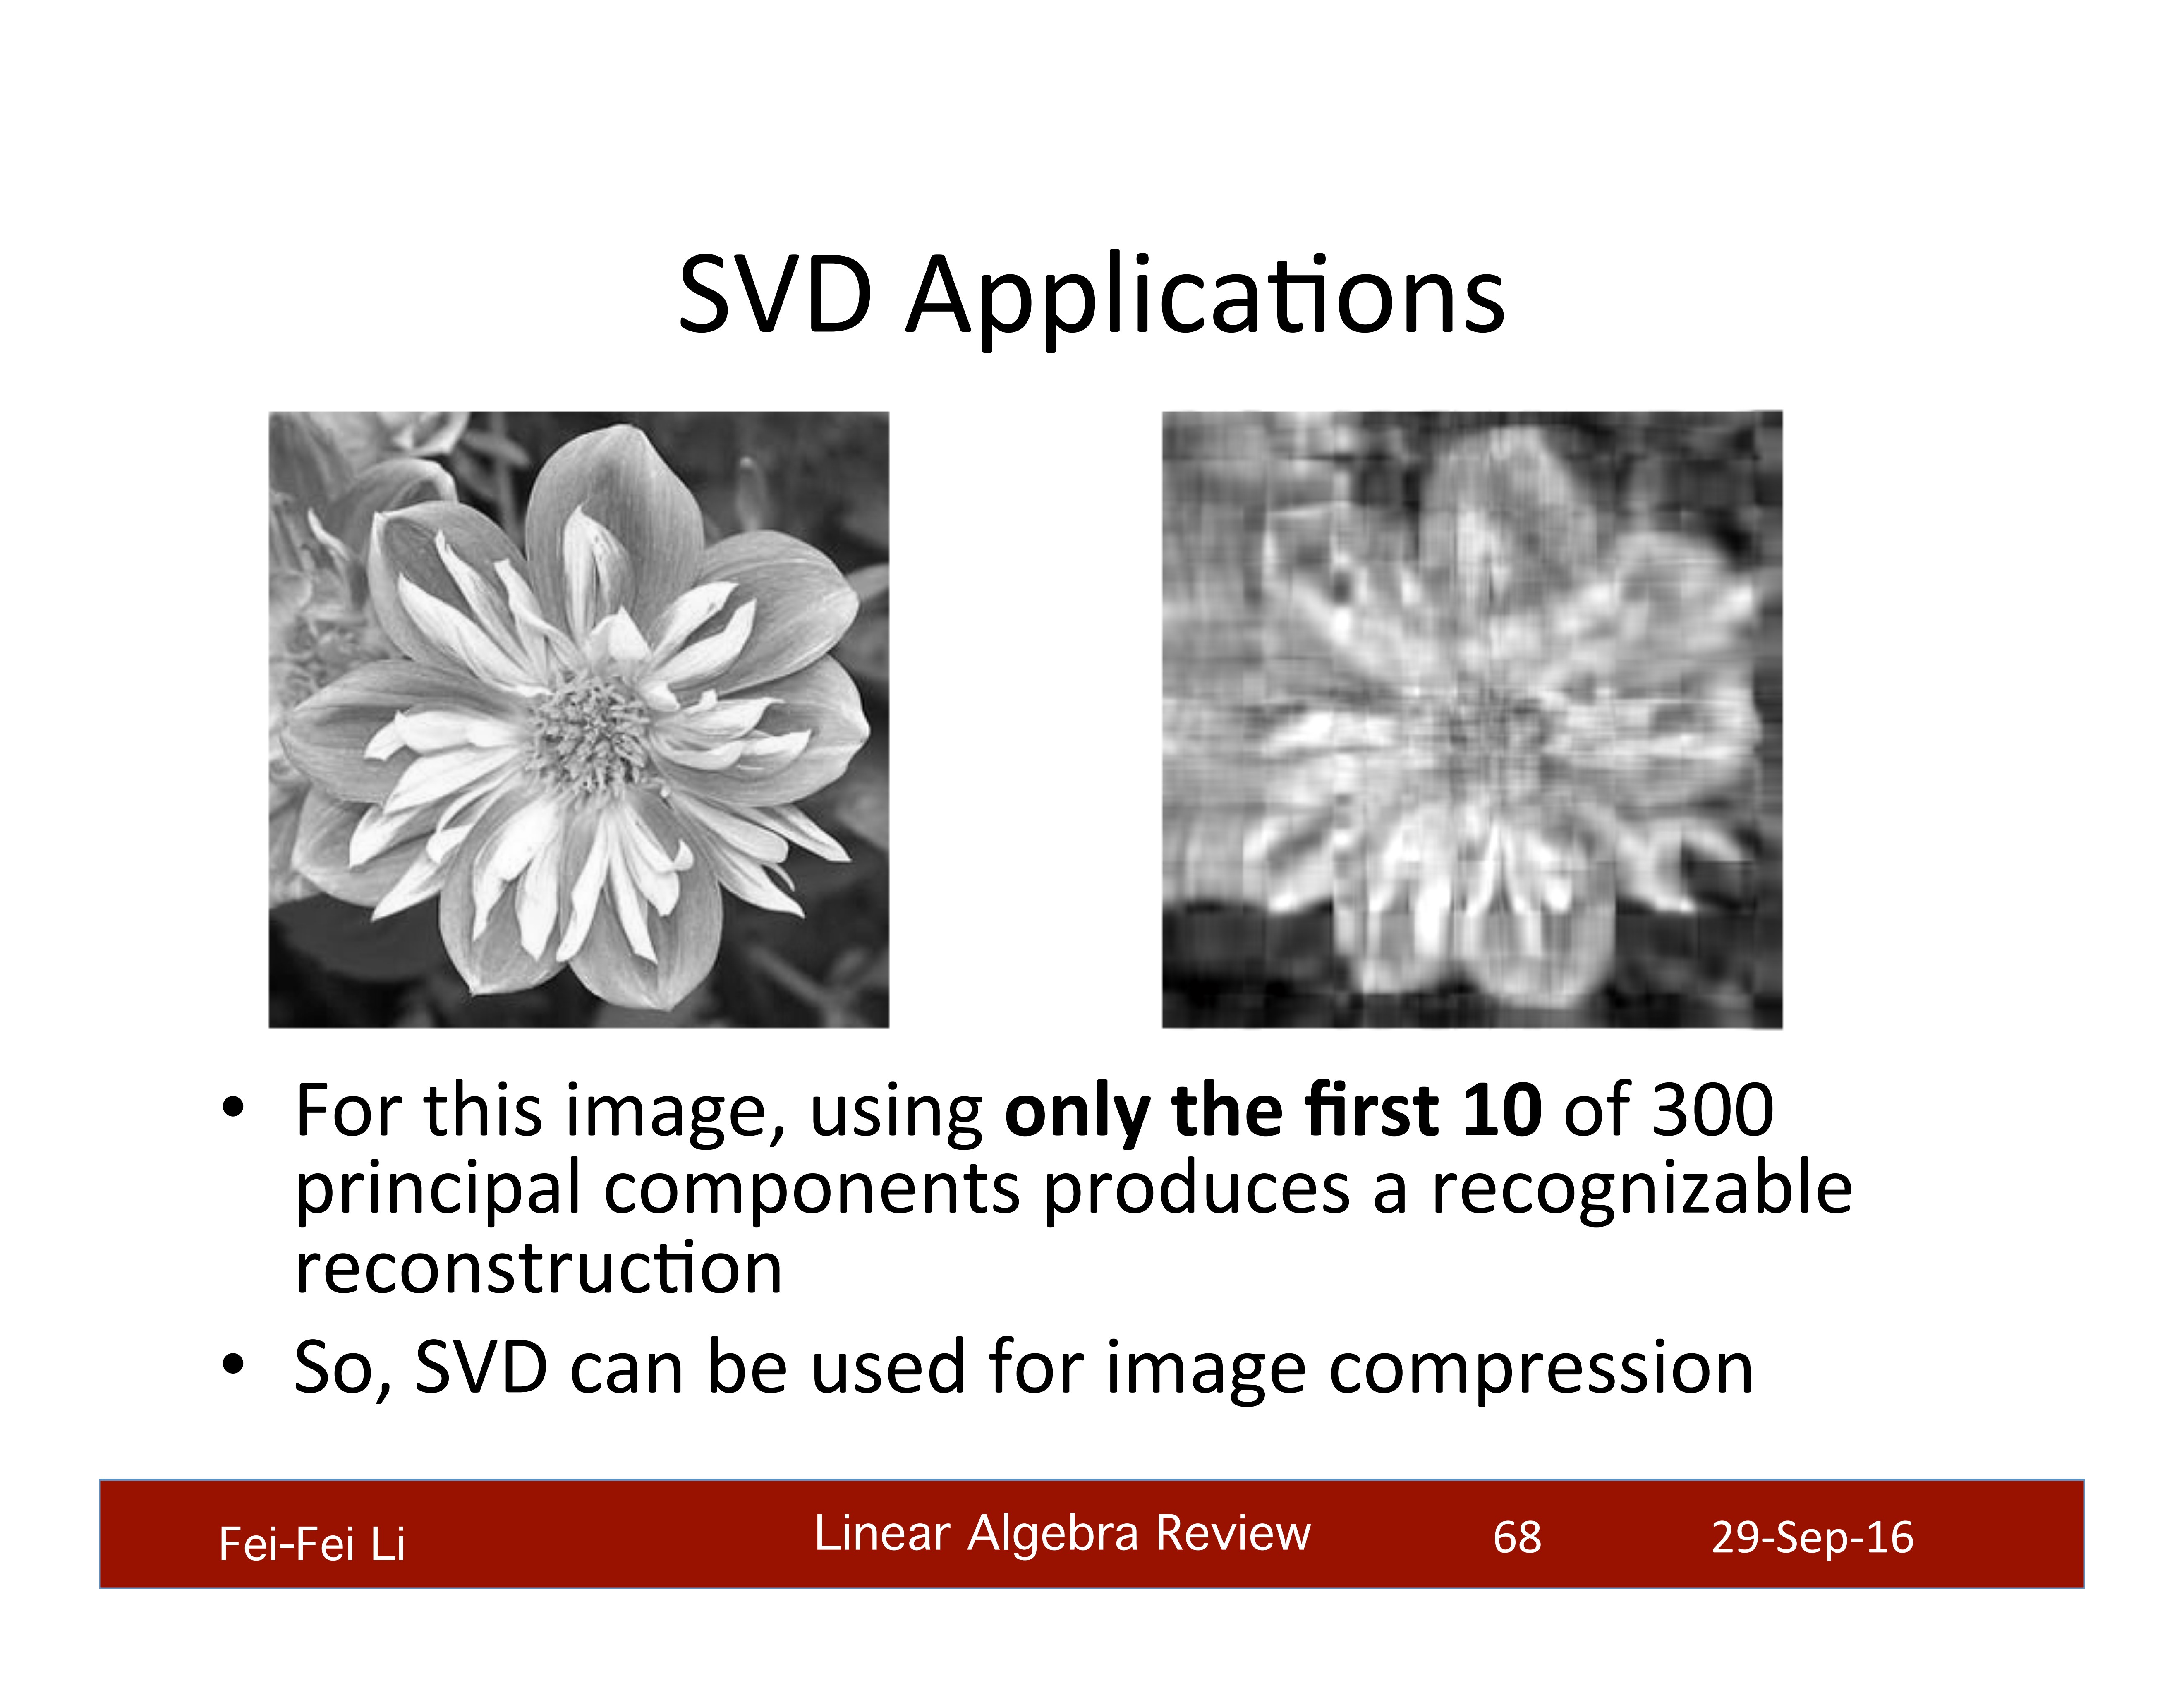 SVD Applications
• For this image, using only the first 10 of 300
principal components produces a recognizable
reconstruction
• So, SVD can be used for image compression
Fei-Fei Li Linear Algebra Review 68 29-Sep-16